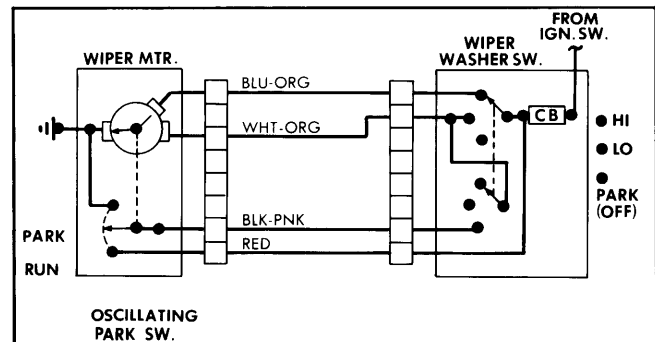 FROM
IGN. SW.
WIPER MTR.
WIPER
WASHER SW.
BLU-ORG
WHT-ORG
CB
HI
LO
PARK
(OFF)
BLK-PNK
RED
PARK
RUN
OSCILLATING
PARK SW.